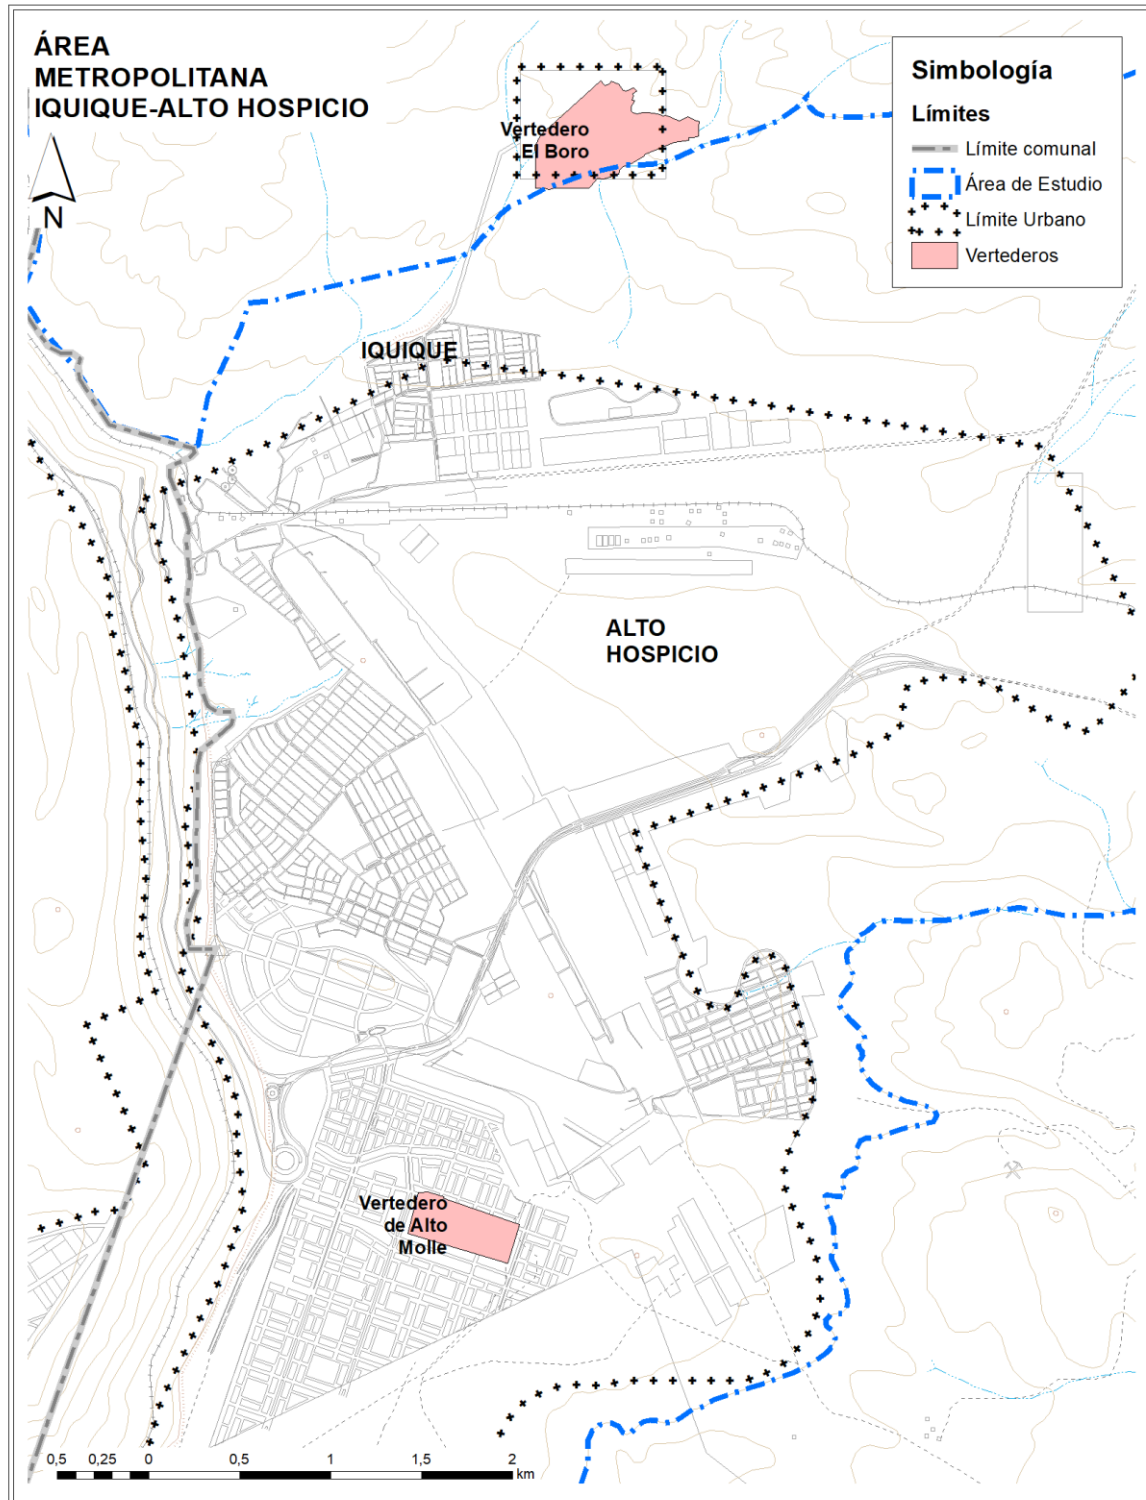 ÁREA
METROPOLITANA
IQUIQUE-ALTO HOSPICIO
N
Simbología
Límites
Límite comunal
Área de Estudio
Límite Urbano
Vertederos
Vertedero
El Boro
IQUIQUE
ALTO
HOSPICIO
Vertedero
de Alto
Molle
0,5 0,25 0 0,5 1 1,5 2
km